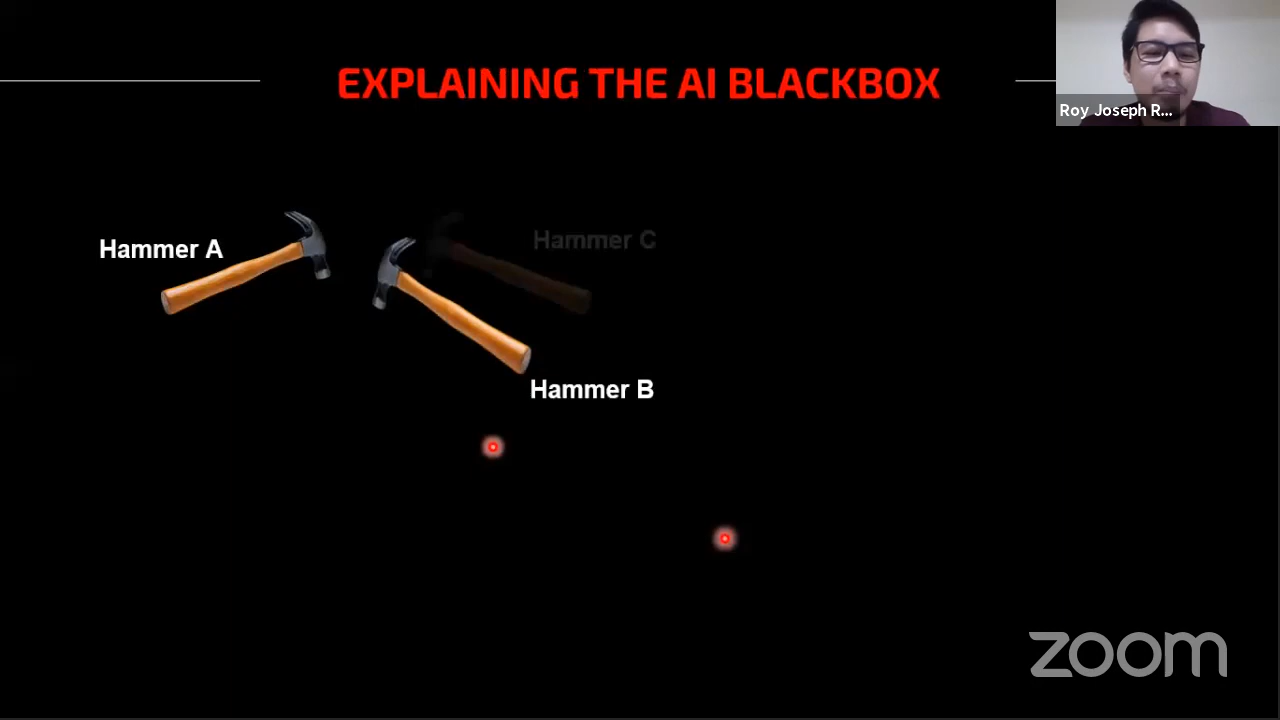 EXPLAINING THE AI BLACKBOX
Roy Joseph R...
Hammer A
Hammer C
Hammer B
zoom